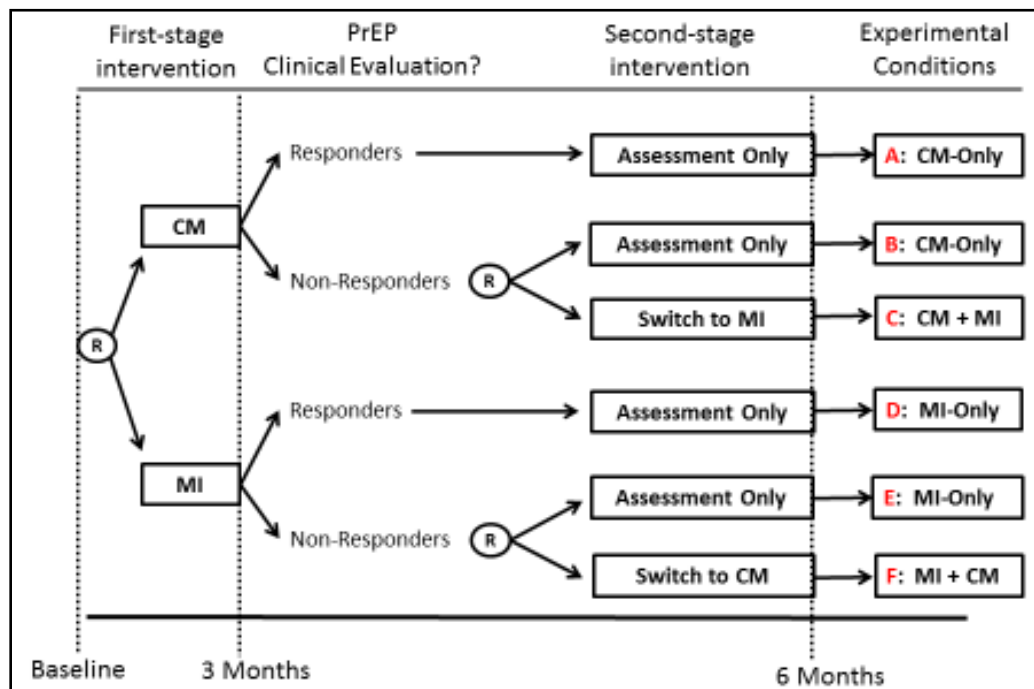 First-stage
intervention
PrEP
Clinical Evaluation?
Second-stage
intervention
Experimental
Conditions
Responders
Assessment Only
A: CM-Only
CM
Assessment Only
B: CM-Only
Non-Responders
R
Switch to MI
C: CM + MI
R
Responders
Assessment Only
D: MI-Only
MI
Assessment Only
E: MI-Only
Non-Responders
R
Switch to CM
F: MI + CM
Baseline
3 Months
6 Months